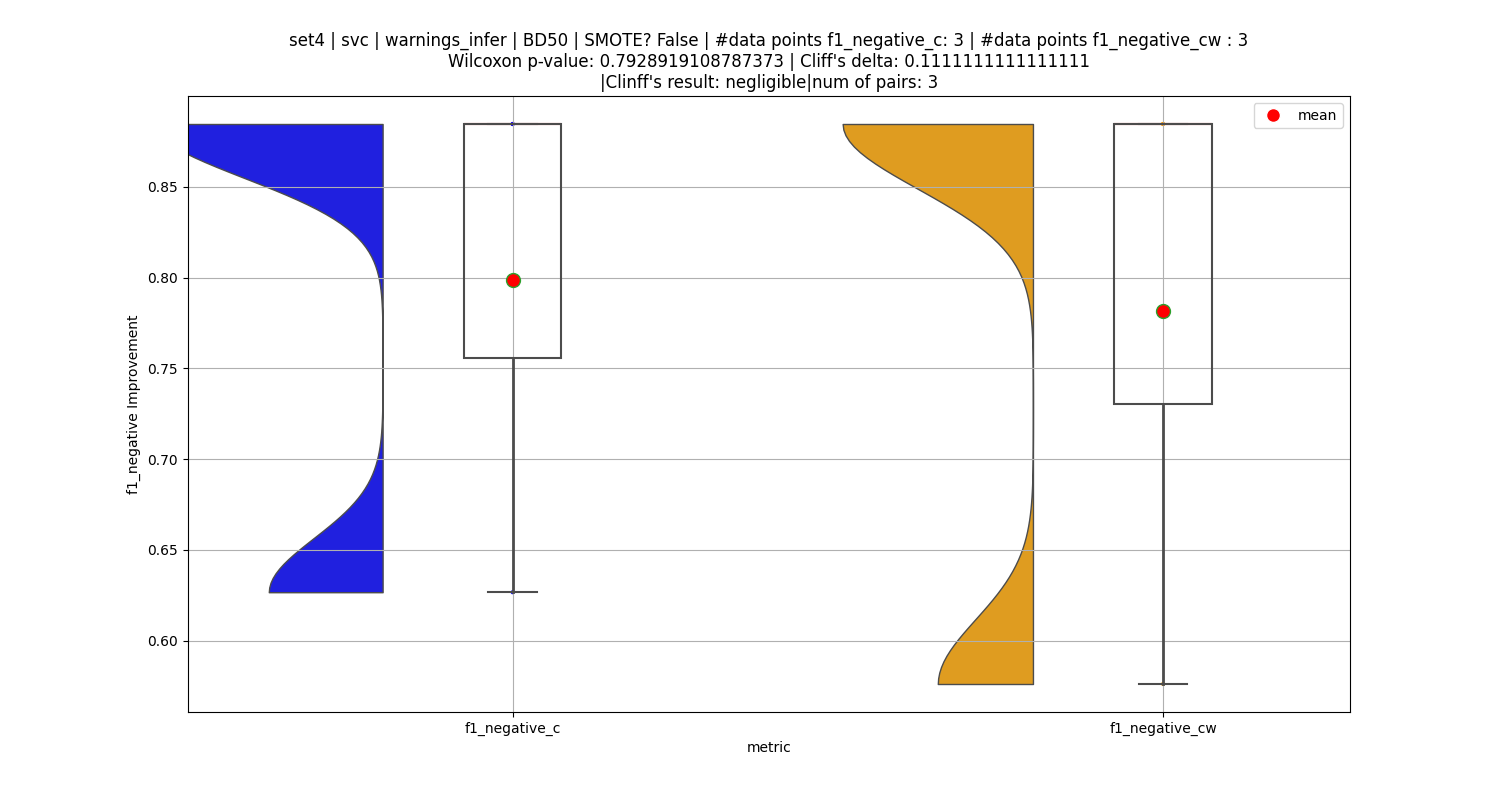 set4 | svc | warnings_infer | BD50 | SMOTE? False | #data points f1_negative_c: 3 | #data points f1_negative_cw : 3
Wilcoxon p-value: 0.7928919108787373 | Cliff's delta: 0.1111111111111111
|Clinff's result: negligible|num of pairs: 3
mean
0.85
0.80
0.75
0.70
0.65
0.60
f1_negative Improvement
f1_negative_c
f1_negative_cw
metric